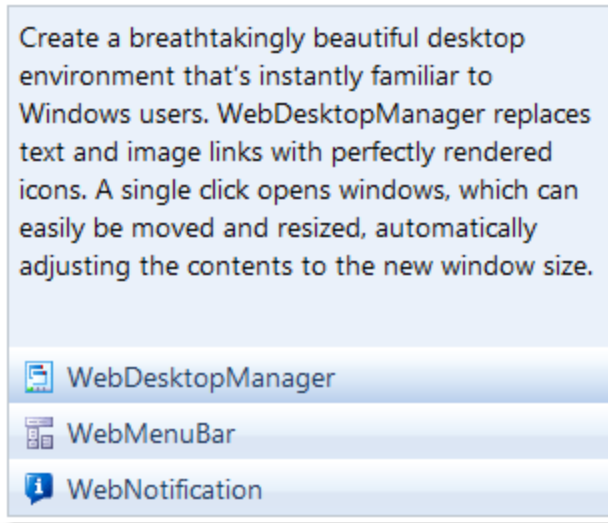 Create a breathtakingly beautiful desktop
environment that's instantly familiar to
Windows users. WebDesktopManager replaces
text and image links with perfectly rendered
icons. A single click opens windows, which can
easily be moved and resized, automatically
adjusting the contents to the new window size.
WebDesktopManager
WebMenuBar
WebNotification